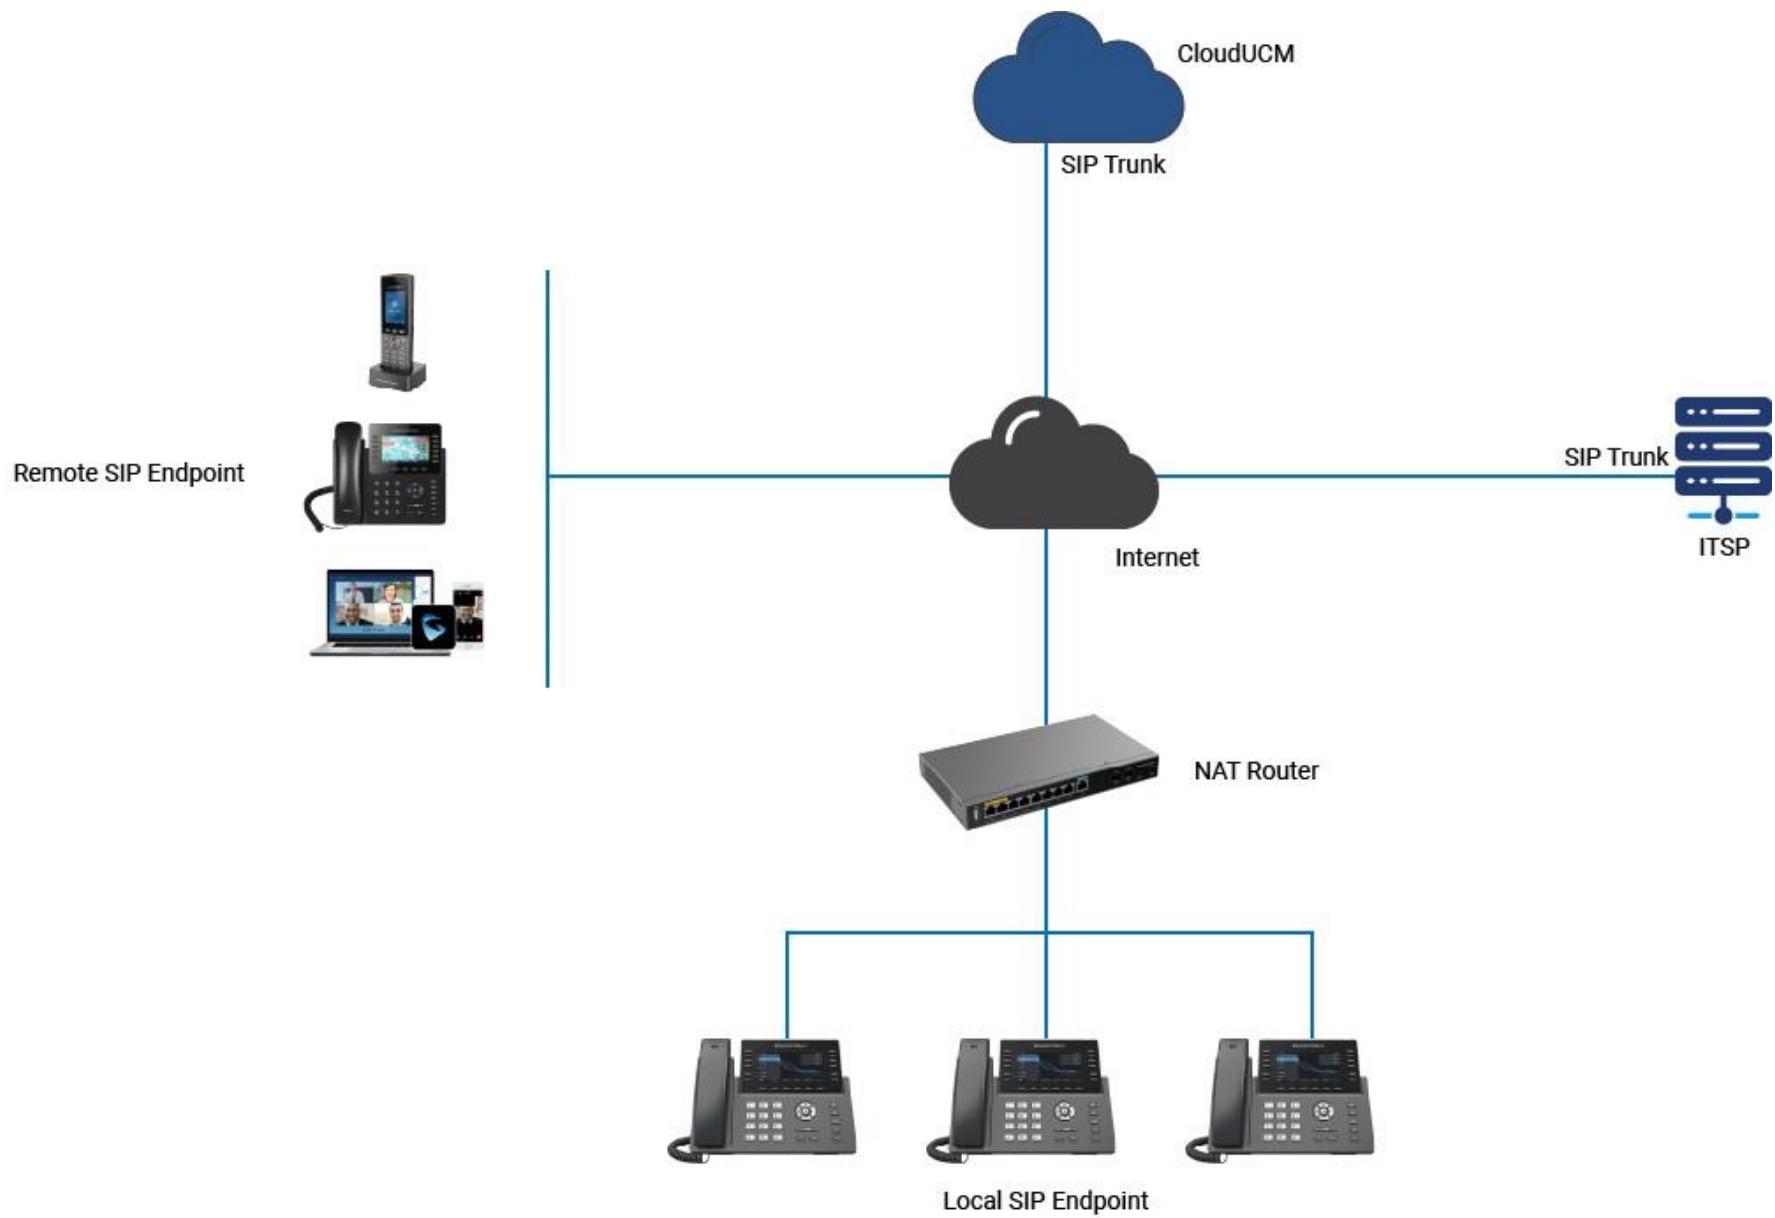 CloudUCM
SIP Trunk
Remote SIP Endpoint
SIP Trunk
ITSP
Internet
NAT Router
Local SIP Endpoint